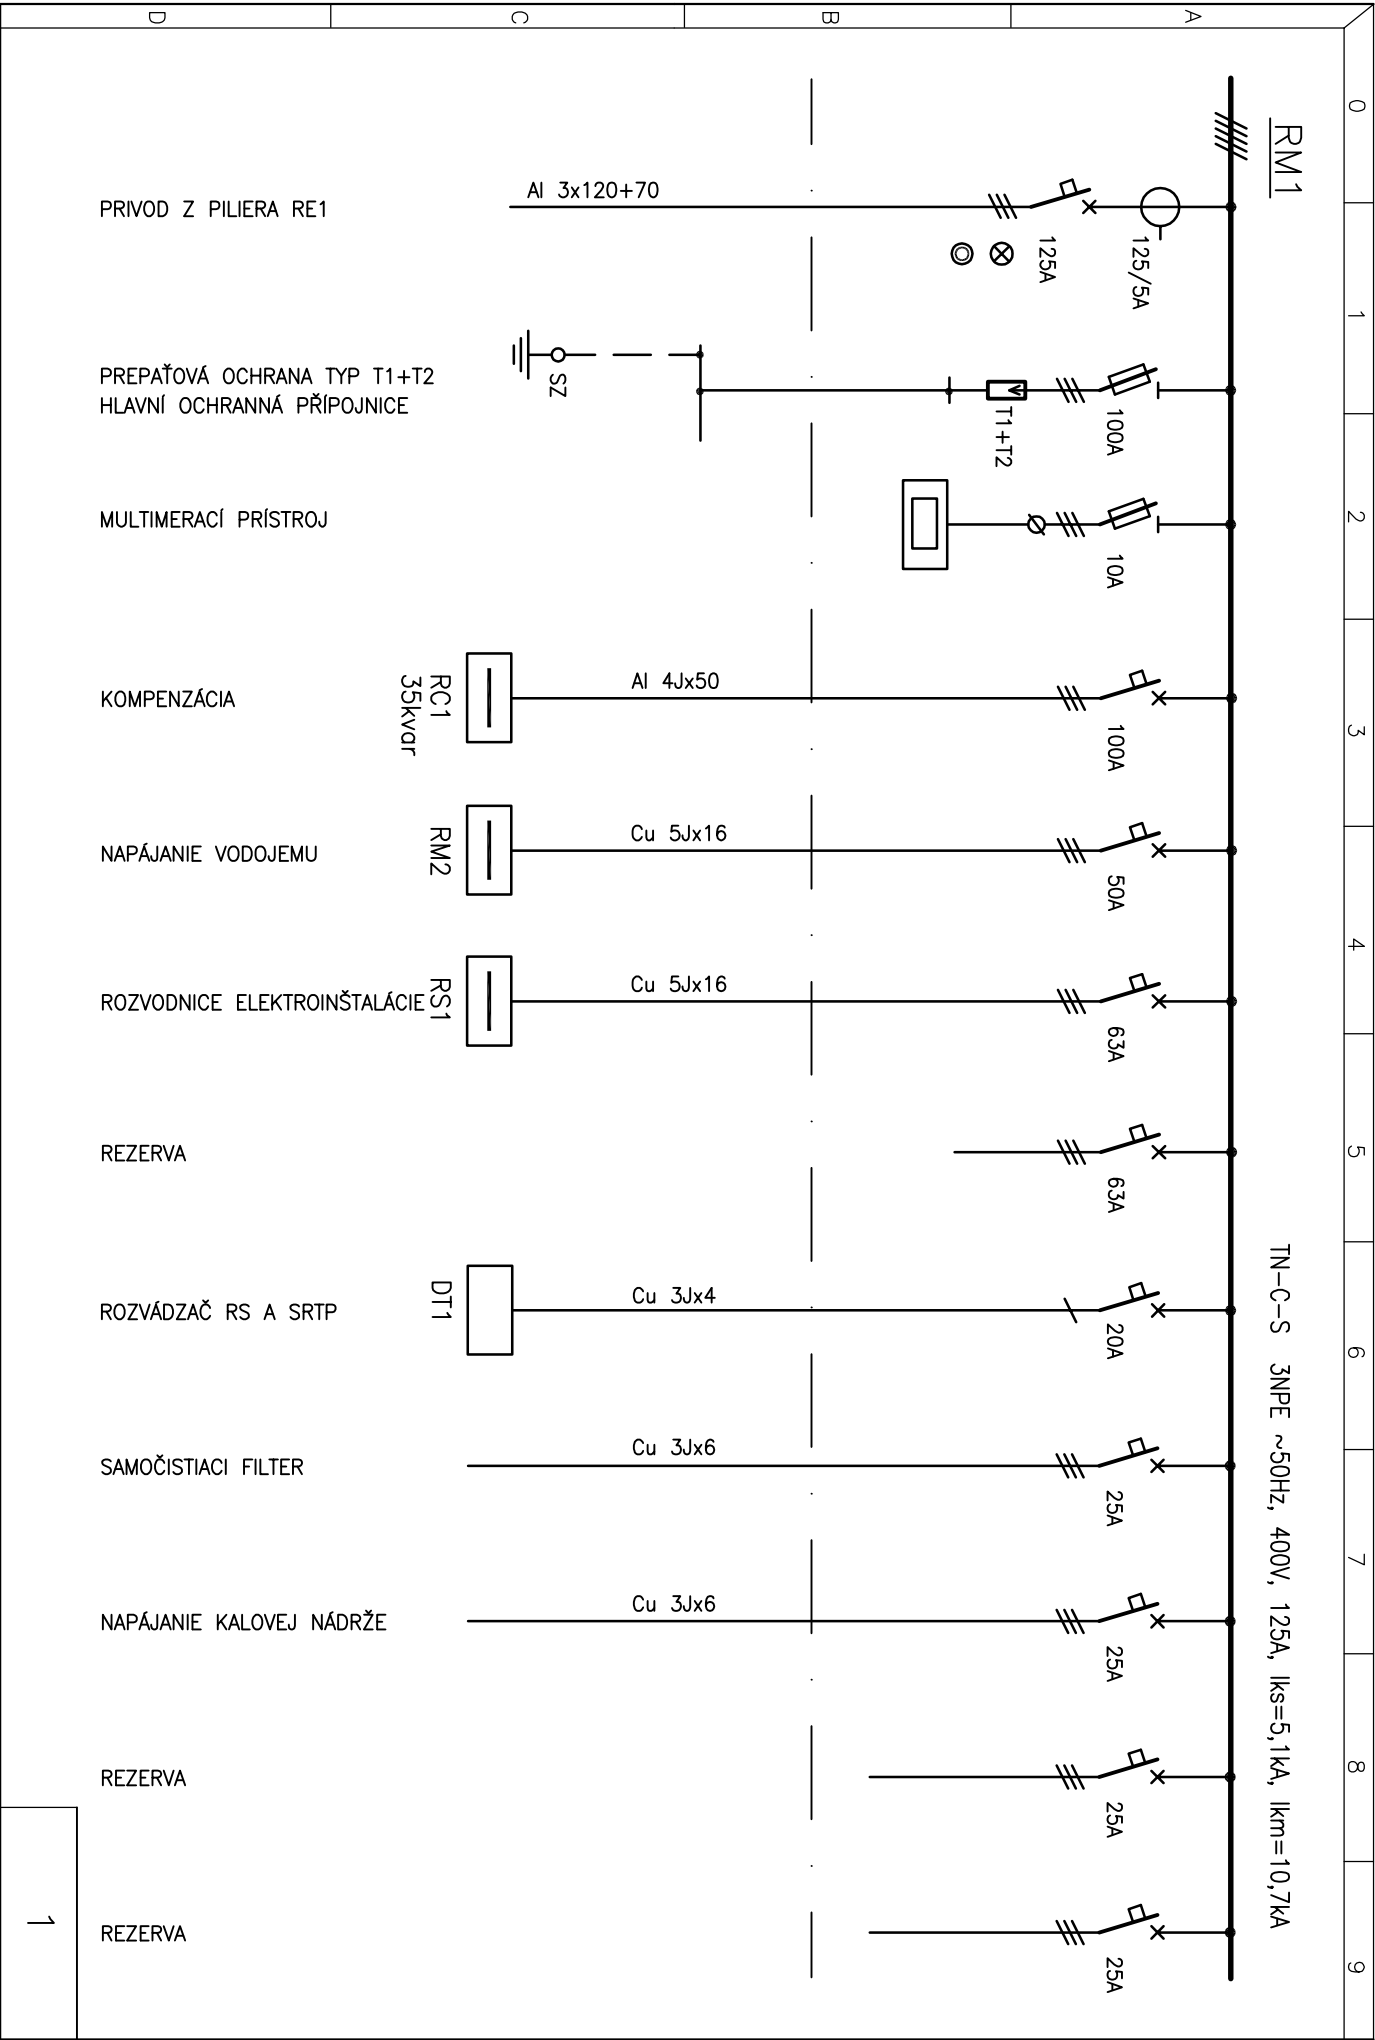 0 1 2 3 4 5 6 7 8 9
A
B
C
D
RM1
TN-C-S 3NPE ~50Hz, 400V, 125A, Iks=5,1kA, Ikm=10,7kA
125/5A
125A
Al 3x120+70
PRIVOD Z PILIERA RE1
100A
T1+T2
SZ
PREPAŤOVÁ OCHRANA TYP T1+T2
HLAVNÍ OCHRANNÁ PŘÍPOJNICE
10A
MULTIMERACÍ PRÍSTROJ
100A
Al 4Jx50
RC1
35kvar
KOMPENZÁCIA
50A
Cu 5Jx16
RM2
NAPÁJANIE VODOJEMU
63A
Cu 5Jx16
RS1
ROZVODNICE ELEKTROINŠTALÁCIE
63A
REZERVA
20A
Cu 3Jx4
DT1
ROZVÁDZAČ RS A SRTP
25A
Cu 3Jx6
SAMOČISTIACI FILTER
25A
Cu 3Jx6
NAPÁJANIE KALOVEJ NÁDRŽE
25A
REZERVA
25A
REZERVA
1